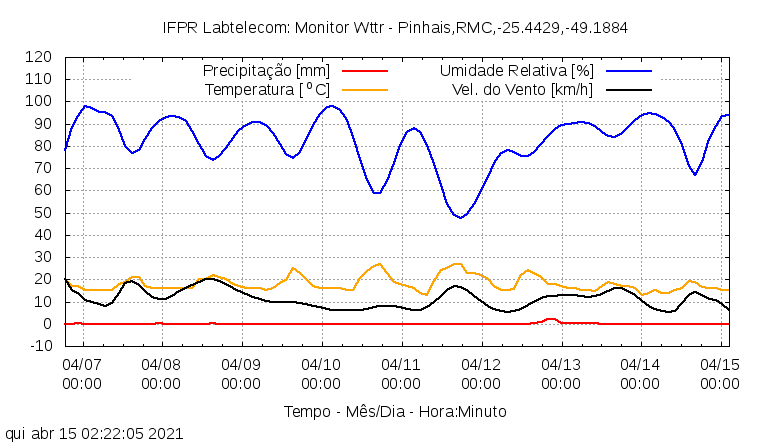 IFPR Labtelecom: Monitor Wttr - Pinhais,RMC,-25.4429,-49.1884
120
110
100
90
80
70
60
50
40
30
20
10
0
-10
Precipitação [mm] Umidade Relativa [%]
Temperatura [ ⁰C] Vel. do Vento [km/h]
04/07 04/08 04/09 04/10 04/11 04/12 04/13 04/14 04/15
00:00 00:00 00:00 00:00 00:00 00:00 00:00 00:00 00:00
Tempo - Mês/Dia - Hora:Minuto
qui abr 15 02:22:05 2021